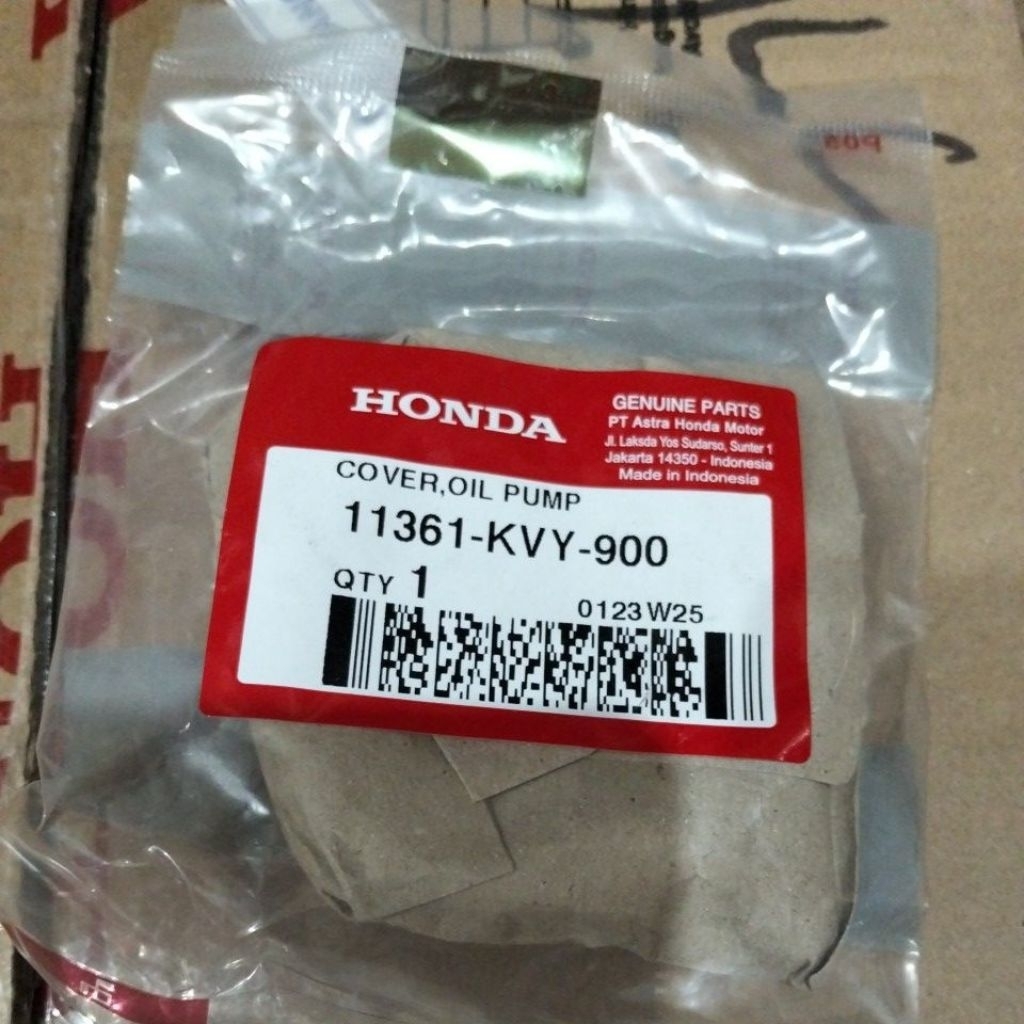 P05
HONDA
GENUINE PARTS
PT Astra Honda Motor
Jl. Laksda Yos Sudarso, Sunter 1
Jakarta 14350 - Indonesia
Made in Indonesia
COVER,OIL PUMP
11361-KVY-900
QTY 1
0123 W25